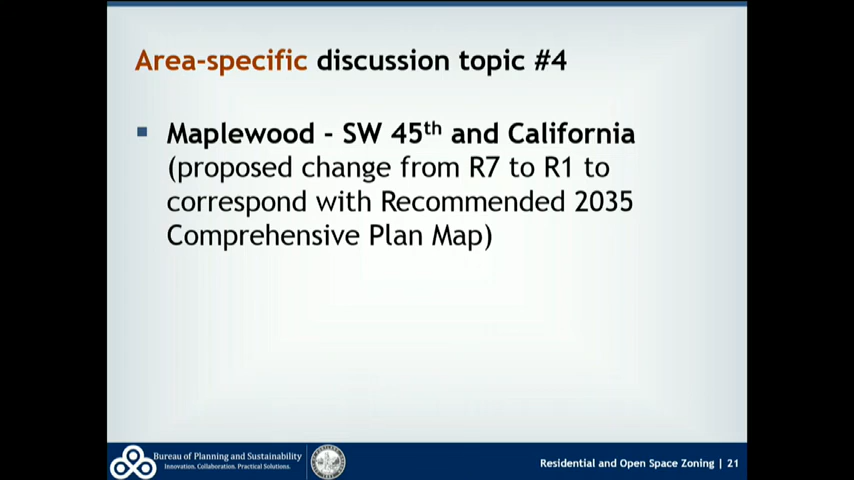 Area-specific discussion topic #4
Maplewood - SW 45th and California
(proposed change from R7 to R1 to
correspond with Recommended 2035
Comprehensive Plan Map)
Bureau of Planning and Sustainability
Innovation. Collaboration. Practical Solutions.
Residential and Open Space Zoning | 21